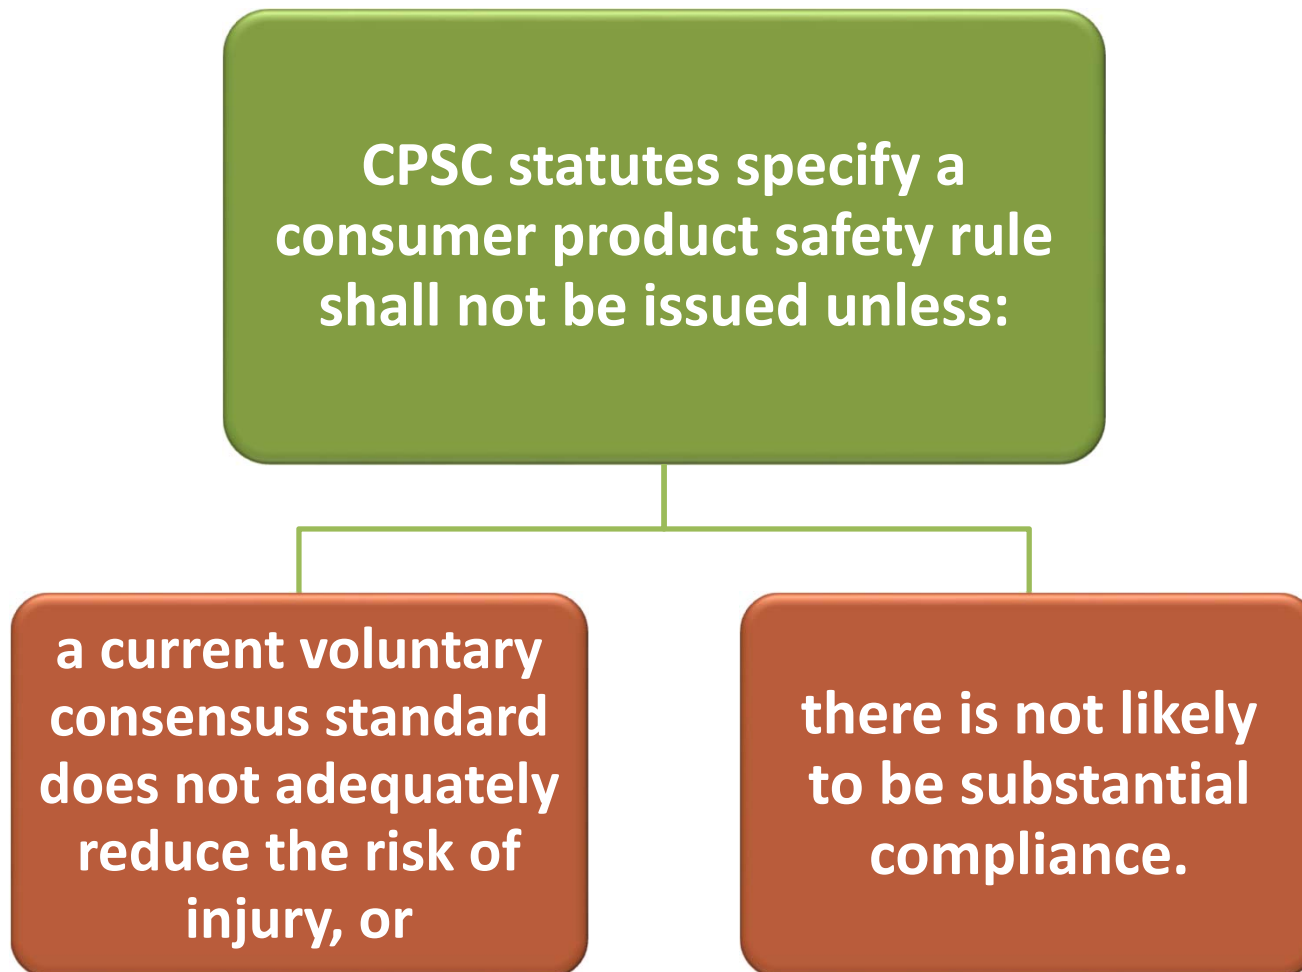 CPSC statutes specify a
consumer product safety rule
shall not be issued unless:
a current voluntary
consensus standard
does not adequately
reduce the risk of
injury, or
there is not likely
to be substantial
compliance.